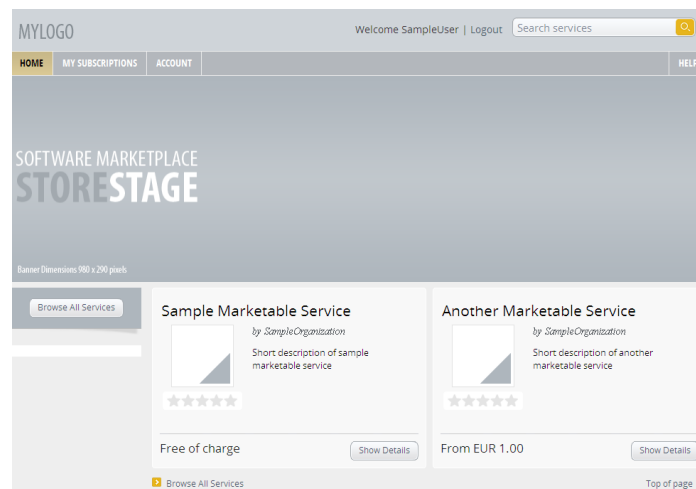 MYLOGO
Welcome SampleUser | Logout
Search services
HOME
MY SUBSCRIPTIONS
ACCOUNT
HELP
SOFTWARE MARKETPLACE
STORESTAGE
Banner Dimensions 980 x 290 pixels
Browse All Services
Sample Marketable Service
by SampleOrganization
Short description of sample
marketable service
Free of charge
Show Details
Another Marketable Service
by SampleOrganization
Short description of another
marketable service
From EUR 1.00
Show Details
Browse All Services
Top of page